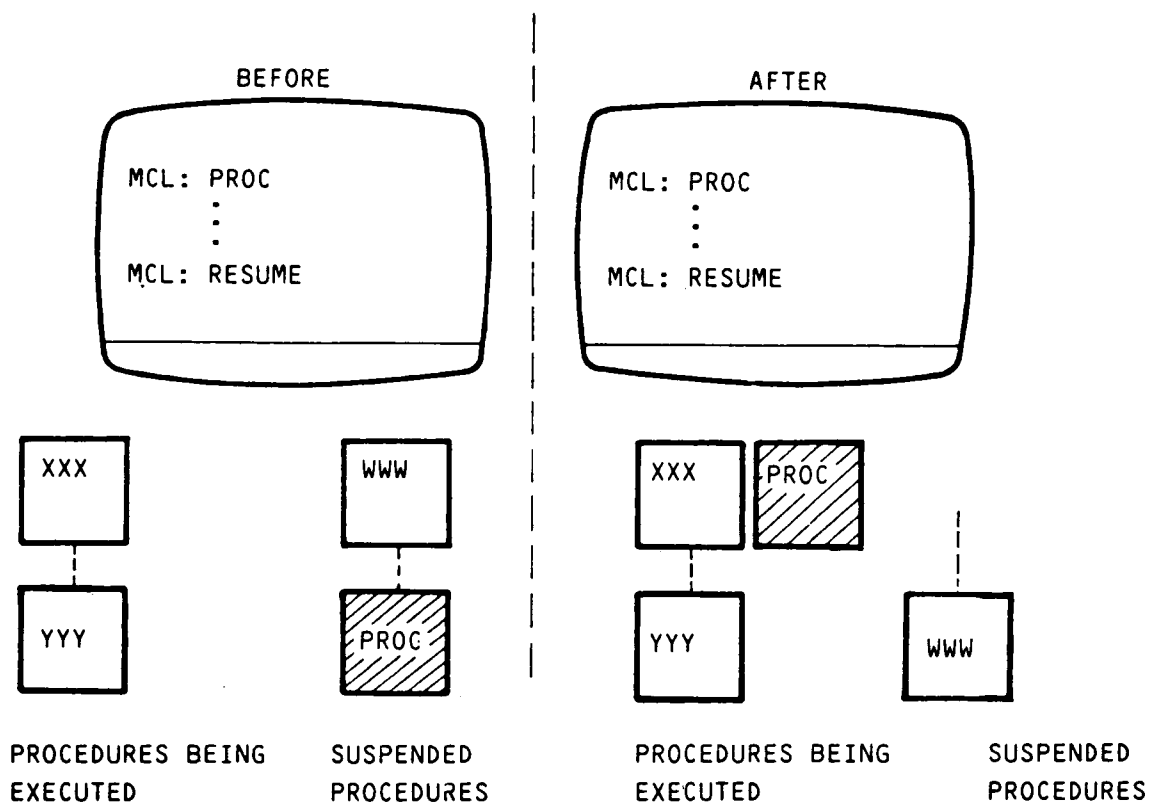 BEFORE
MCL: PROC
MCL: RESUME
XXX
WWW
YYY
PROC
PROCEDURES BEING
EXECUTED
SUSPENDED
PROCEDURES
AFTER
MCL: PROC
MCL: RESUME
XXX
PROC
YYY
WWW
PROCEDURES BEING
EXECUTED
SUSPENDED
PROCEDURES